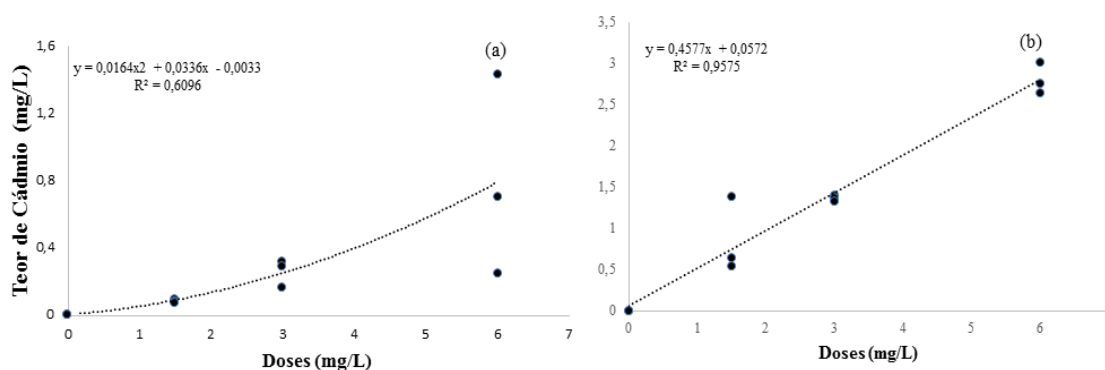 (a)
y = 0,0164x2 + 0,0336x - 0,0033
R² = 0,6096
Teor de Cádmio (mg/L)
1,6
1,2
0,8
0,4
0
0 1 2 3 4 5 6 7
Doses (mg/L)
(b)
y = 0,4577x + 0,0572
R² = 0,9575
3,5
3
2,5
2
1,5
1
0,5
0
0 1 2 3 4 5 6
Doses (mg/L)